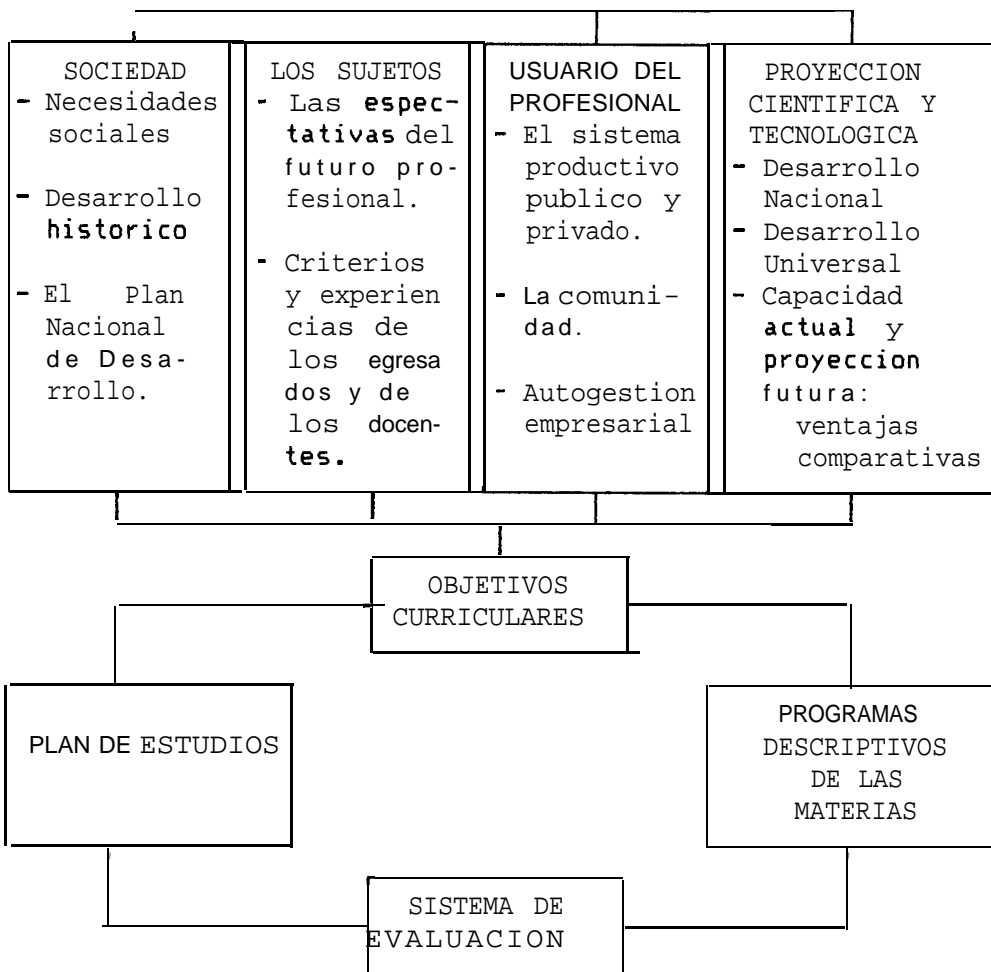 SOCIEDAD
- Necesidades
sociales
- Desarrollo
historico
- El Plan
Nacional
de Desa-
rrollo.
LOS SUJETOS
- Las espec-
tativas del
futuro pro-
fesional.
- Criterios
y experien
cias de
los egresa
dos y de
los docen-
tes.
USUARIO DEL
PROFESIONAL
- El sistema
productivo
publico y
privado.
- La comuni-
dad.
- Autogestion
empresarial
PROYECCION
CIENTIFICA Y
TECNOLOGICA
- Desarrollo
Nacional
- Desarrollo
Universal
- Capacidad
actual y
proyeccion
futura:
ventajas
comparativas
OBJETIVOS
CURRICULARES
PLAN DE ESTUDIOS
PROGRAMAS
DESCRIPTIVOS
DE LAS
MATERIAS
SISTEMA DE
EVALUACION